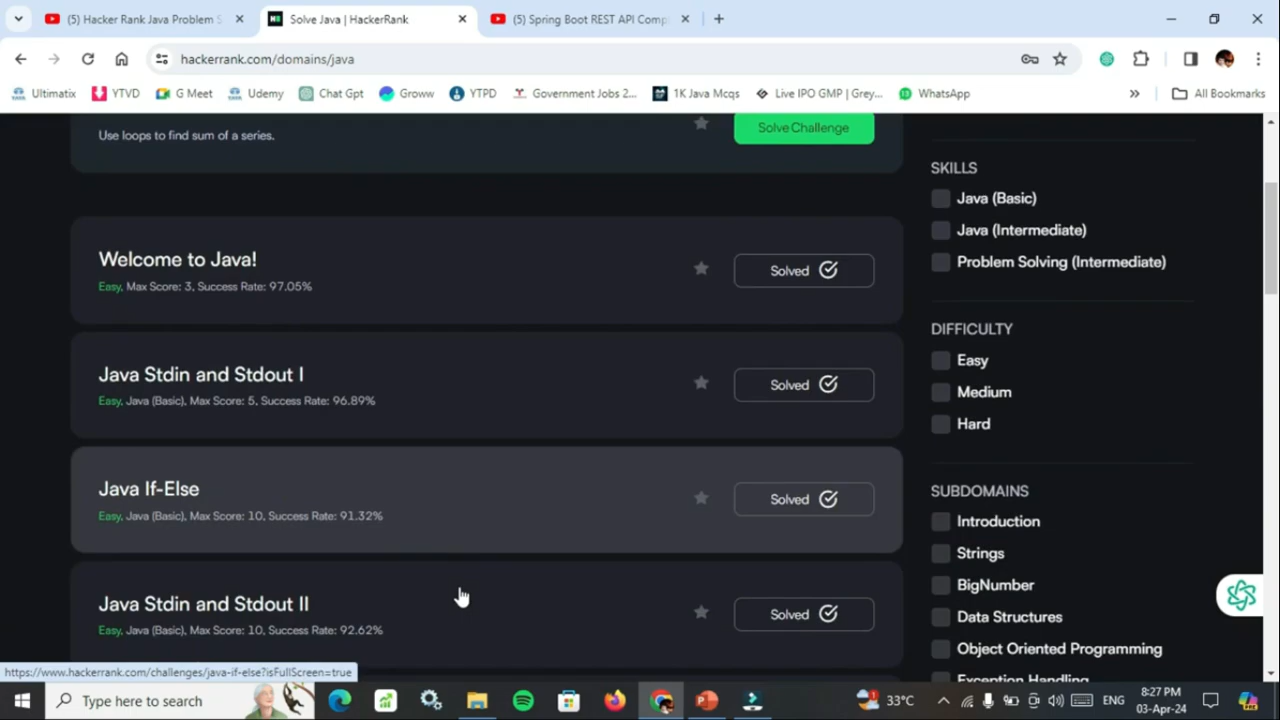 (5) Hacker Rank Java Problem S
Solve Java | HackerRank
(5) Spring Boot REST API Comp
hackerrank.com/domains/java
Ultimatix
YTVD
G Meet
Udemy
Chat Gpt
Groww
YTPD
Government Jobs 2...
1K Java Mcqs
Live IPO GMP | Grey...
WhatsApp
All Bookmarks
Use loops to find sum of a series.
Solve Challenge
Welcome to Java!
Easy, Max Score: 3, Success Rate: 97.05%
Solved
Java Stdin and Stdout I
Easy, Java (Basic), Max Score: 5, Success Rate: 96.89%
Solved
Java If-Else
Easy, Java (Basic), Max Score: 10, Success Rate: 91.32%
Solved
Java Stdin and Stdout II
Easy, Java (Basic), Max Score: 10, Success Rate: 92.62%
Solved
SKILLS
Java (Basic)
Java (Intermediate)
Problem Solving (Intermediate)
DIFFICULTY
Easy
Medium
Hard
SUBDOMAINS
Introduction
Strings
BigNumber
Data Structures
Object Oriented Programming
Exception Handling
https://www.hackerrank.com/challenges/java-if-else?isFullScreen=true
Type here to search
33°C
ENG
8:27 PM
03-Apr-24